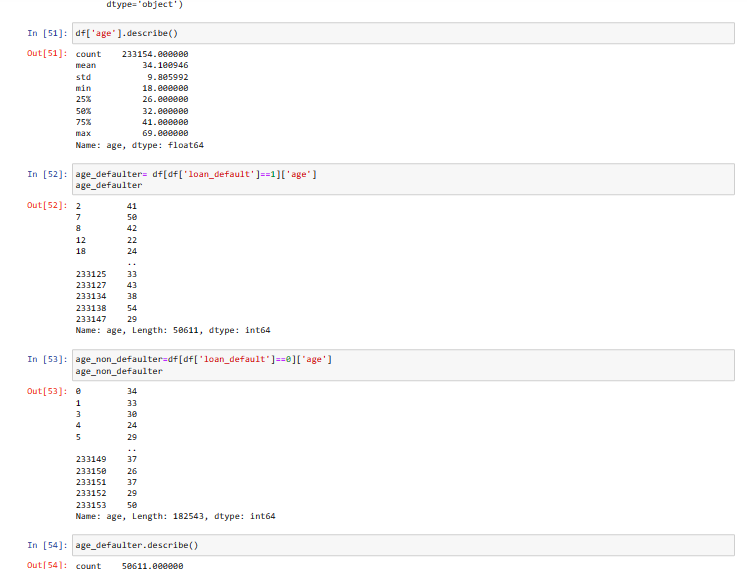 dtype='object')
In [51]: df['age'].describe()
Out[51]: count 233154.000000
mean 34.100946
std 9.805992
min 18.000000
25% 26.000000
50% 32.000000
75% 41.000000
max 69.000000
Name: age, dtype: float64
In [52]: age_defaulter= df[df['loan_default']==1]['age']
age_defaulter
Out[52]: 2 41
7 50
8 42
12 22
18 24
..
233125 33
233127 43
233134 38
233138 54
233147 29
Name: age, Length: 50611, dtype: int64
In [53]: age_non_defaulter=df[df['loan_default']==0]['age']
age_non_defaulter
Out[53]: 0 34
1 33
3 30
4 24
5 29
..
233149 37
233150 26
233151 37
233152 29
233153 50
Name: age, Length: 182543, dtype: int64
In [54]: age_defaulter.describe()
Out[54]: count 50611.000000